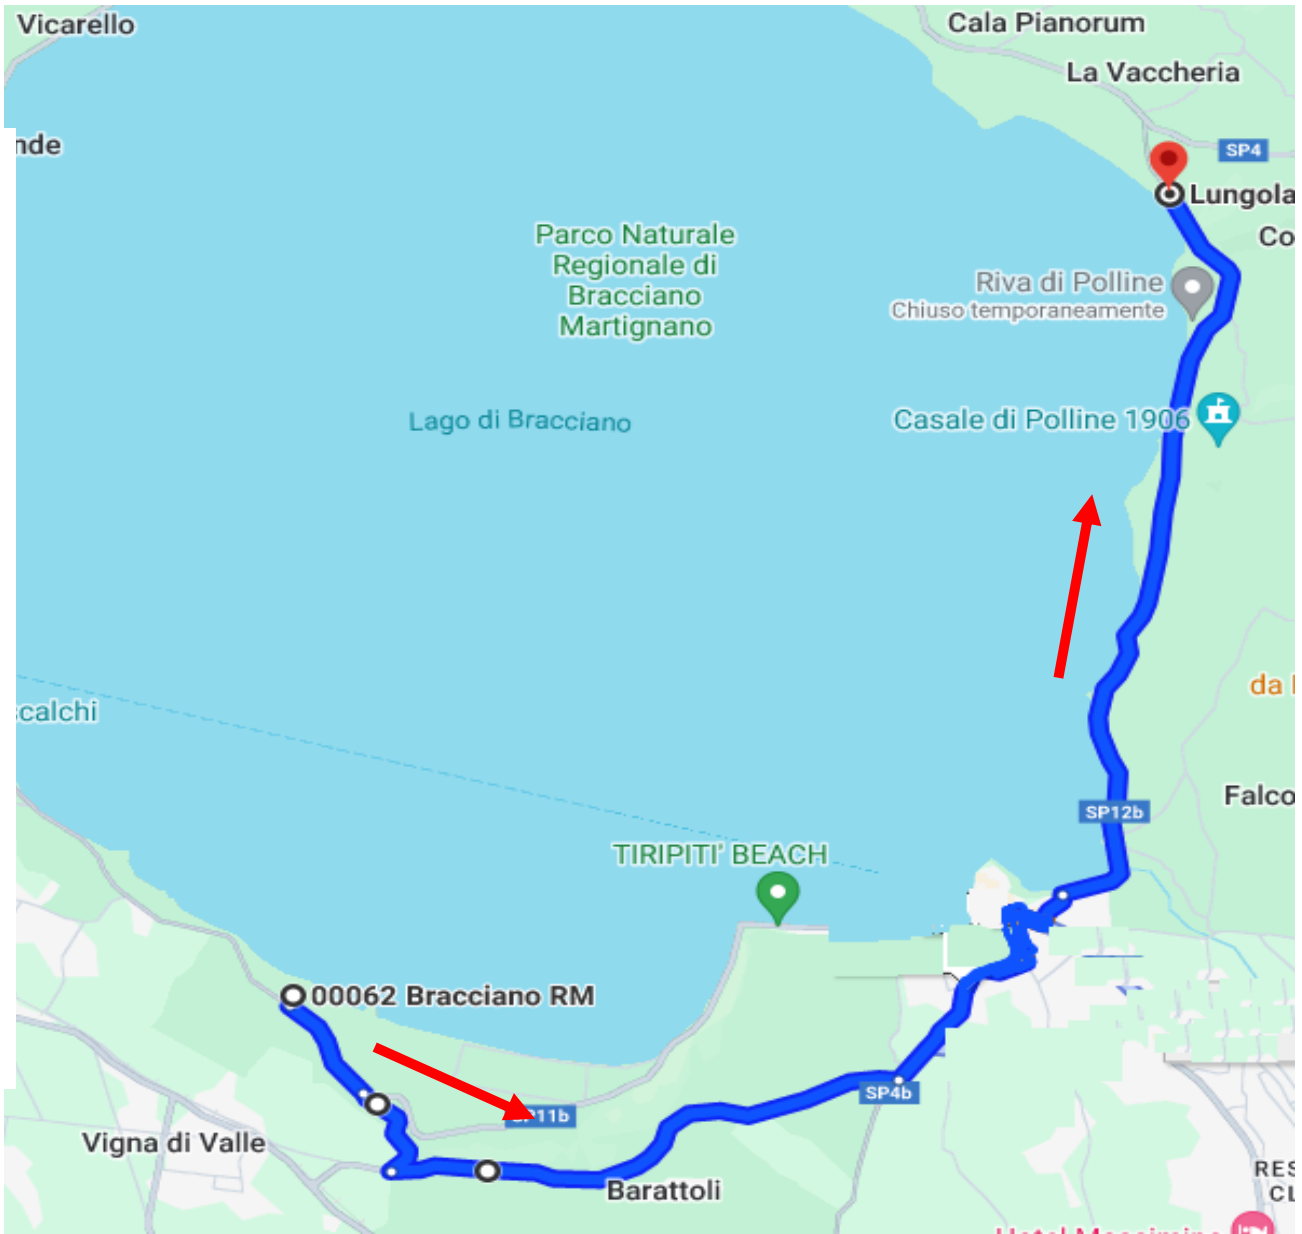 Vicarello
Cala Pianorum
La Vaccheria
nde
SP4
Lungola
Co
Parco Naturale
Regionale di
Bracciano
Martignano
Riva di Polline
Chiuso temporaneamente
Lago di Bracciano
Casale di Polline 1906
da
scalchi
Falco
SP12b
TIRIPITI' BEACH
00062 Bracciano RM
SP4b
SP11b
Vigna di Valle
Barattoli
RES
CL